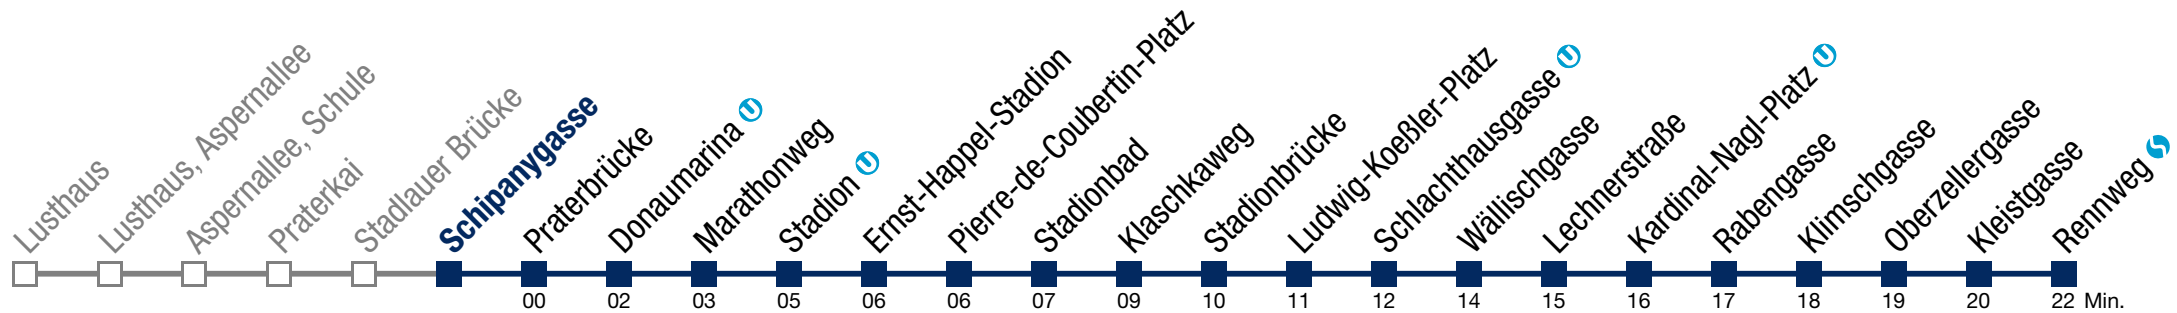 Lusthaus
Lusthaus, Aspernallee
Aspernallee, Schule
Praterkai
Stadlauer Brücke
Schipanygasse
Praterbrücke
Donaumarina U
Marathonweg
Stadion U
Ernst-Happel-Stadion
Pierre-de-Coubertin-Platz
Stadionbad
Klaschkaweg
Stadionbrücke
Ludwig-Koeßler-Platz
Schlachthausgasse U
Wällischgasse
Lechnerstraße
Kardinal-Nagl-Platz U
Rabengasse
Klimschgasse
Oberzellergasse
Kleistgasse
Rennweg S
00 02 03 05 06 06 07 09 10 11 12 14 15 16 17 18 19 20 22 Min.